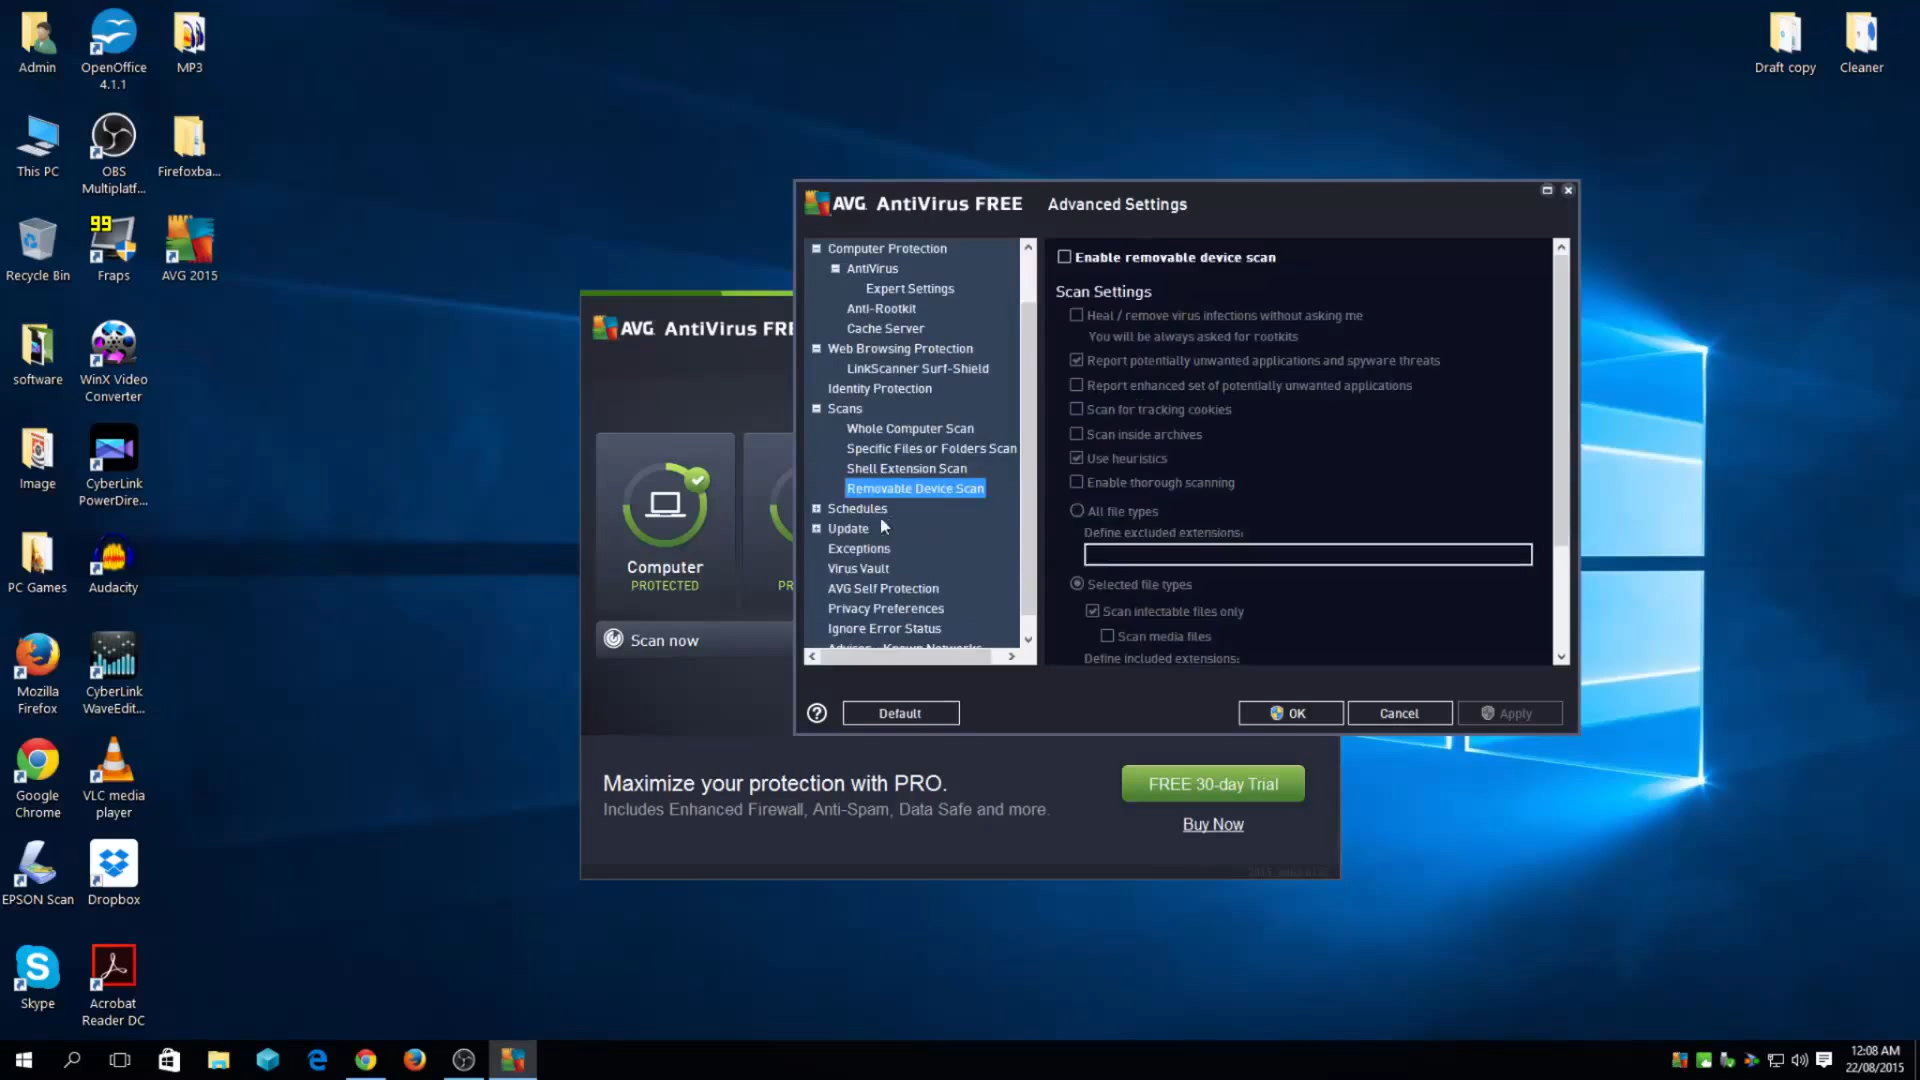 Admin
OpenOffice
4.1.1
MP3
Draft copy
Cleaner
This PC
OBS
Multiplatf...
Firefoxba...
99
Recycle Bin
Fraps
AVG 2015
software
WinX Video
Converter
Image
CyberLink
PowerDire...
PC Games
Audacity
Mozilla
Firefox
CyberLink
WaveEdit...
Google
Chrome
VLC media
player
EPSON Scan
Dropbox
Skype
Acrobat
Reader DC
AVG. AntiVirus FRE
Computer
PROTECTED
PR
Scan now
Maximize your protection with PRO.
Includes Enhanced Firewall, Anti-Spam, Data Safe and more.
FREE 30-day Trial
Buy Now
AVG. AntiVirus FREE
Advanced Settings
Computer Protection
AntiVirus
Expert Settings
Anti-Rootkit
Cache Server
Web Browsing Protection
LinkScanner Surf-Shield
Identity Protection
Scans
Whole Computer Scan
Specific Files or Folders Scan
Shell Extension Scan
Removable Device Scan
Schedules
Update
Exceptions
Virus Vault
AVG Self Protection
Privacy Preferences
Ignore Error Status
Enable removable device scan
Scan Settings
Heal / remove virus infections without asking me
You will be always asked for rootkits
Report potentially unwanted applications and spyware threats
Report enhanced set of potentially unwanted applications
Scan for tracking cookies
Scan inside archives
Use heuristics
Enable thorough scanning
All file types
Define excluded extensions:
Selected file types
Scan infectable files only
Scan media files
Define included extensions:
Default
OK
Cancel
Apply
12:08 AM
22/08/2015